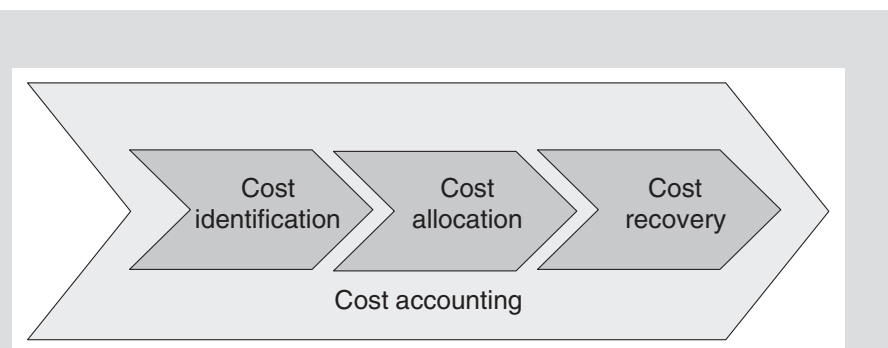 Cost
identification
Cost
allocation
Cost
recovery
Cost accounting